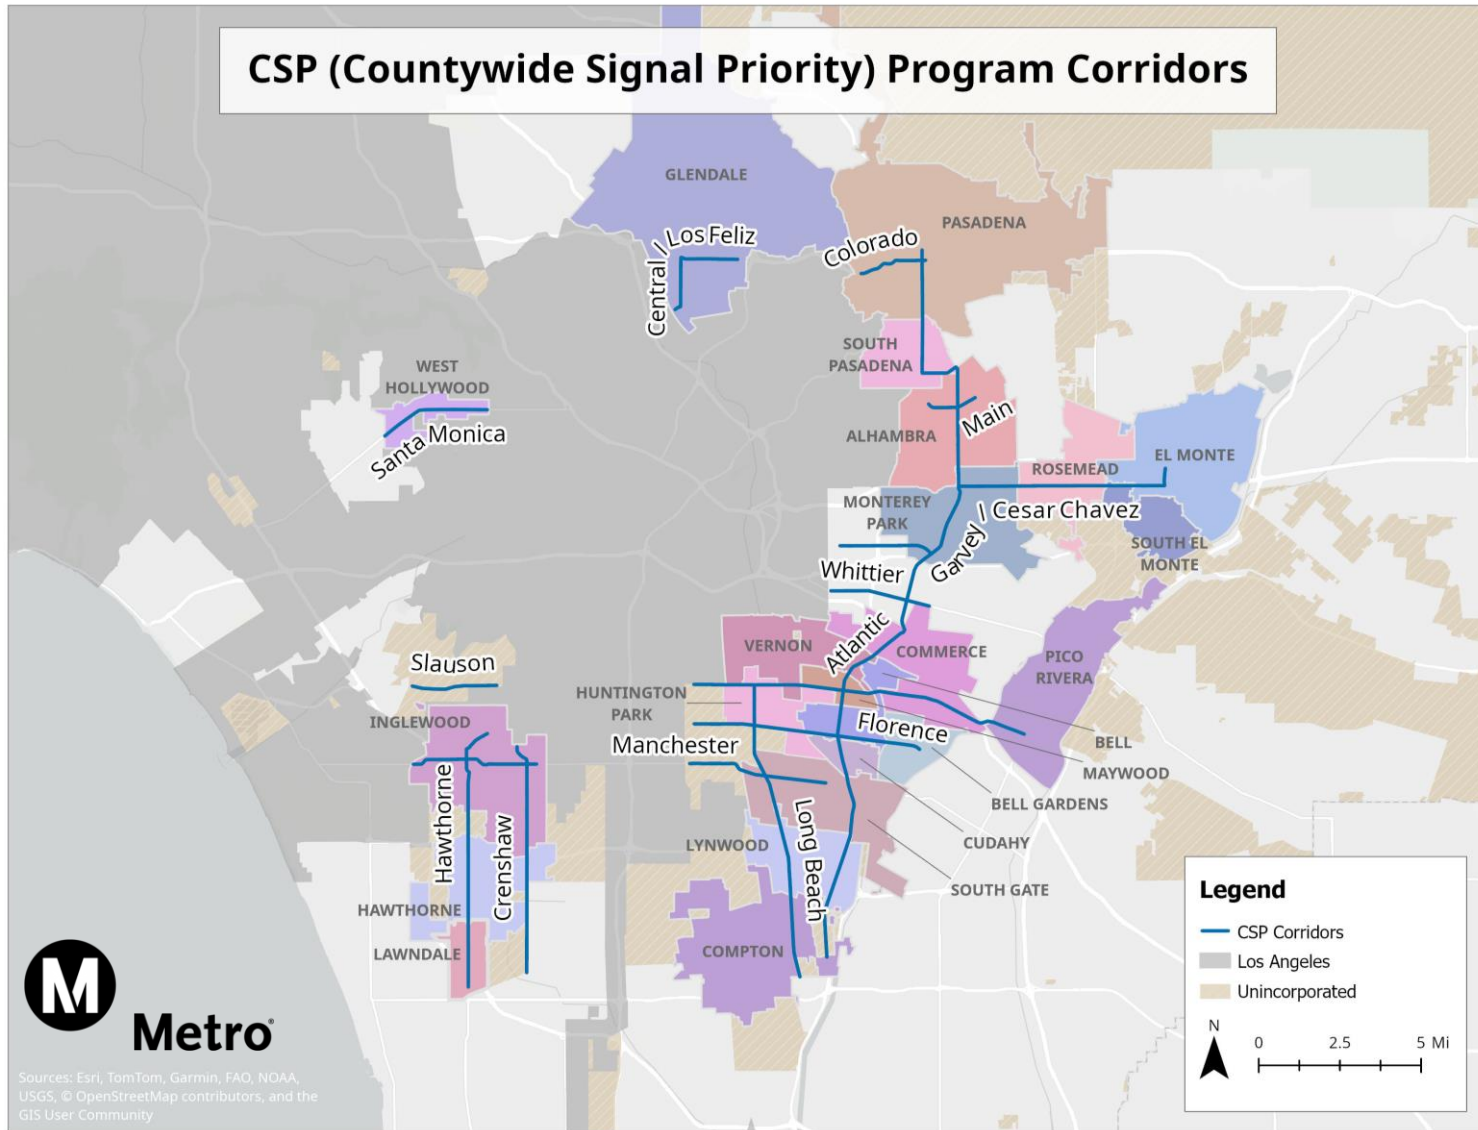 CSP (Countywide Signal Priority) Program Corridors
GLENDALE
PASADENA
Los Feliz
Central |
Colorado
SOUTH
PASADENA
WEST
HOLLYWOOD
Santa Monica
Main
ALHAMBRA
ROSEMEAD
EL MONTE
MONTEREY
PARK
Garvey | Cesar Chavez
SOUTH EL
MONTE
Whittier
Atlantic
VERNON
COMMERCE
PICO
RIVERA
Slauson
HUNTINGTON
PARK
INGLEWOOD
Florence
Manchester
BELL
MAYWOOD
BELL GARDENS
Hawthorne
Crenshaw
Long Beach
LYNWOOD
CUDAHY
SOUTH GATE
HAWTHORNE
LAWNDALE
COMPTON
M
Metro
Sources: Esri, TomTom, Garmin, FAO, NOAA,
USGS, © OpenStreetMap contributors, and the
GIS User Community
Legend
CSP Corridors
Los Angeles
Unincorporated
N
0 2.5 5 Mi